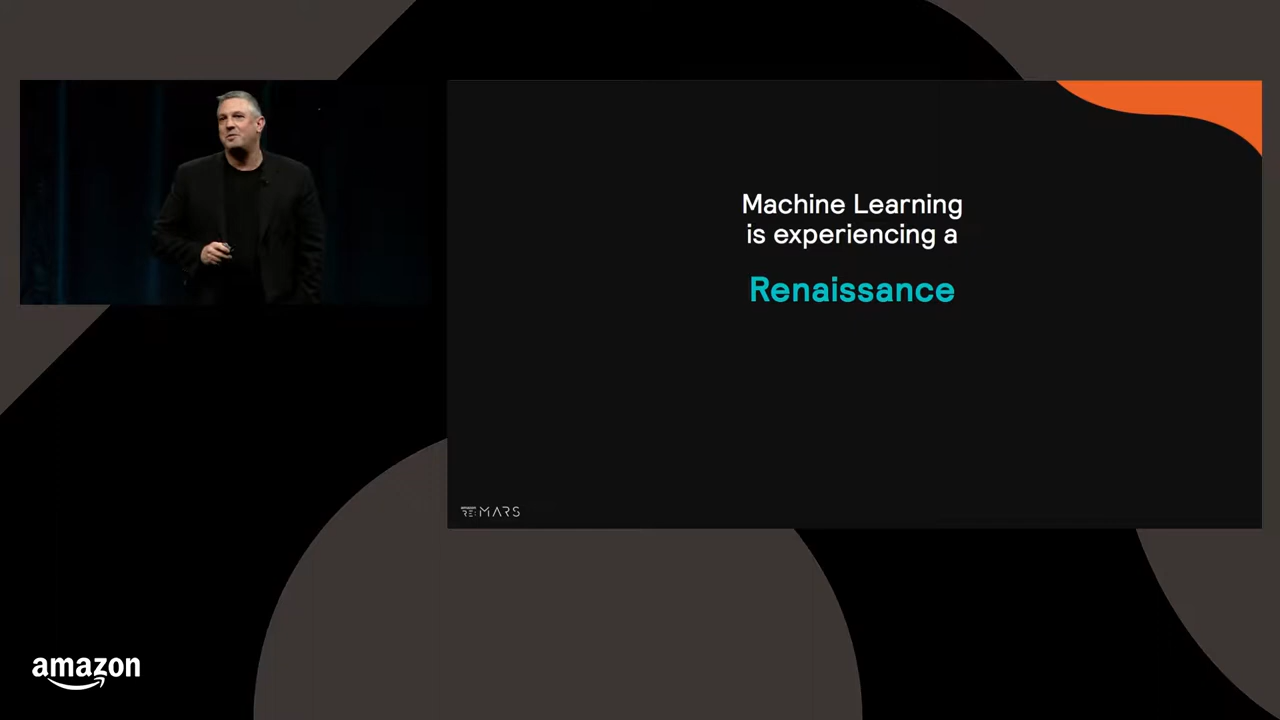 Machine Learning
is experiencing a
Renaissance
RE:MARS
amazon